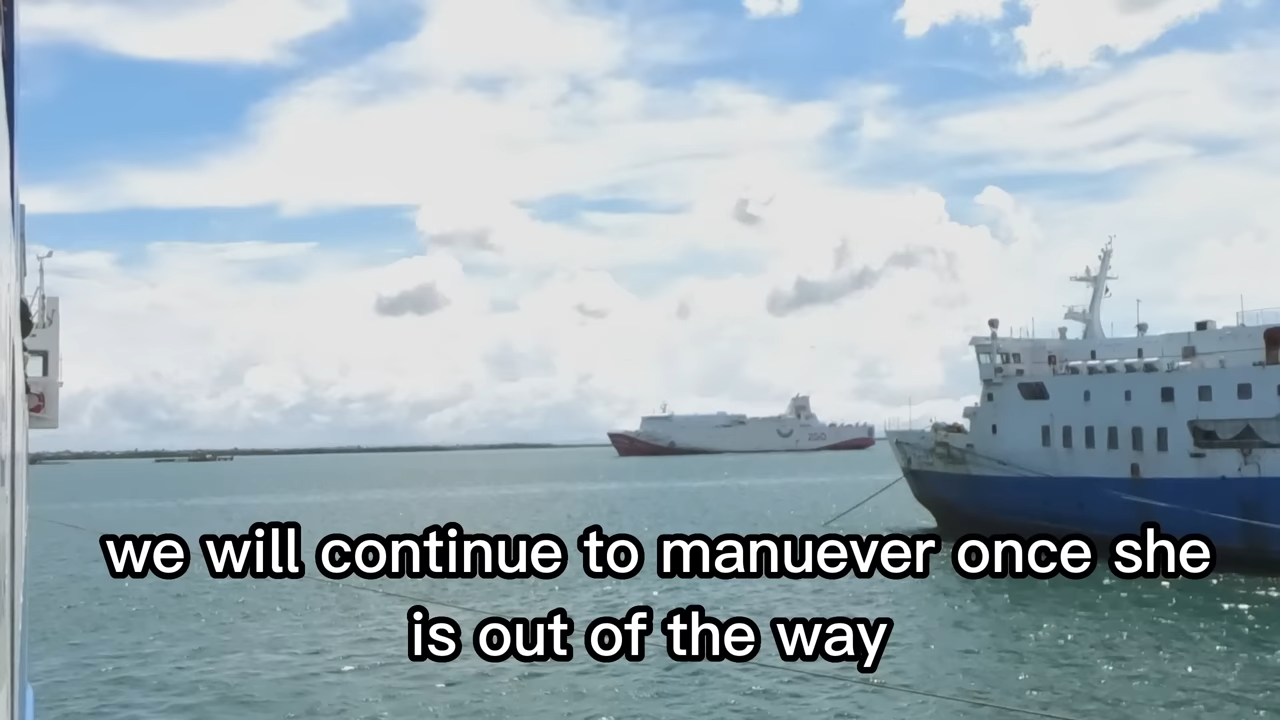 we will continue to manuever once she
is out of the way